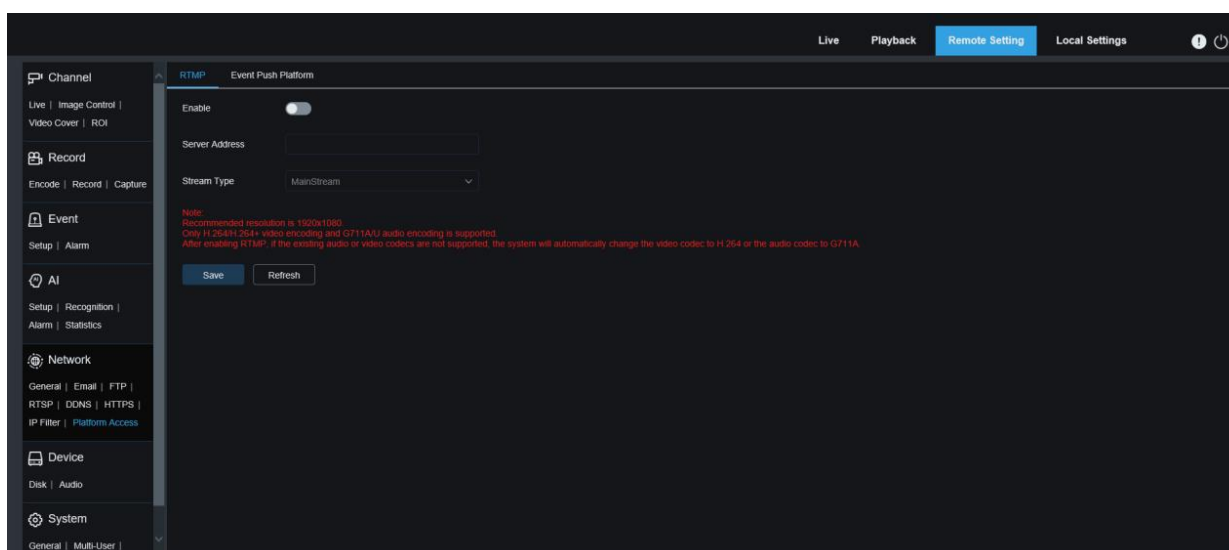 Live Playback Remote Setting Local Settings
Channel
Live | Image Control |
Video Cover | ROI
Record
Encode | Record | Capture
Event
Setup | Alarm
AI
Setup | Recognition |
Alarm | Statistics
Network
General | Email | FTP |
RTSP | DDNS | HTTPS |
IP Filter | Platform Access
Device
Disk | Audio
System
General | Multi-User |
RTMP Event Push Platform
Enable
Server Address
Stream Type MainStream
Note:
Recommended resolution is 1920x1080.
Only H.264/H.264+ video encoding and G711A/U audio encoding is supported.
After enabling RTMP, if the existing audio or video codecs are not supported, the system will automatically change the video codec to H.264 or the audio codec to G711A.
Save Refresh